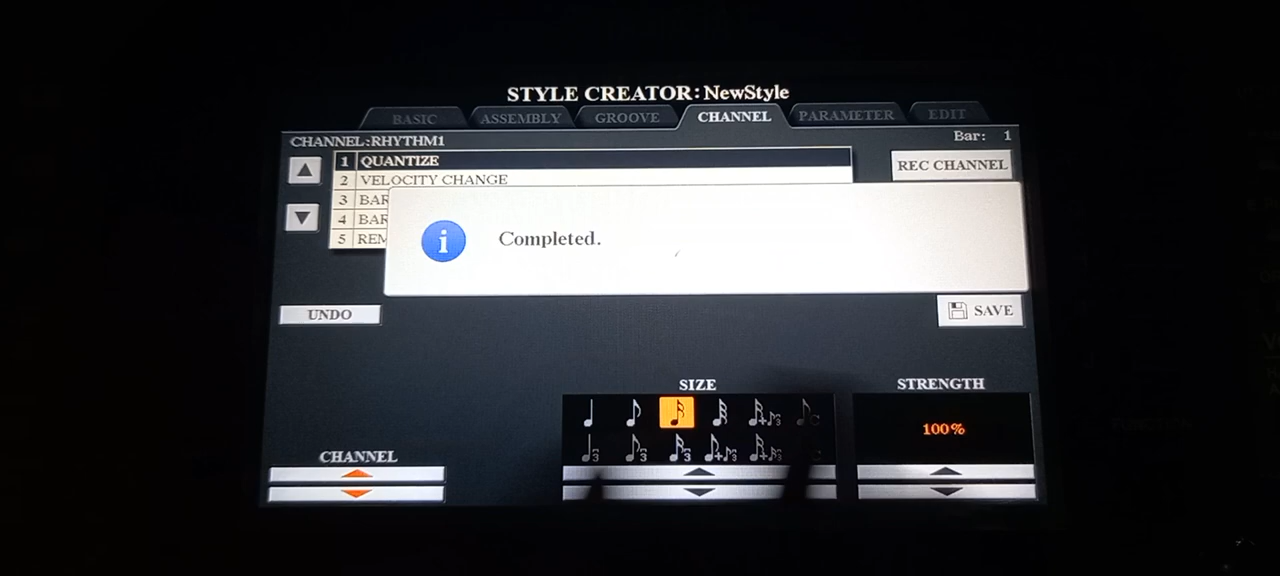 STYLE CREATOR:NewStyle
BASIC ASSEMBLY GROOVE CHANNEL PARAMETER EDIT
CHANNEL:RHYTHM1 Bar: 1
1 QUANTIZE
REC CHANNEL
2 VELOCITY CHANGE
3 BAR
4 BAR
5 REM
i Completed.
UNDO
SAVE
SIZE STRENGTH
100%
CHANNEL